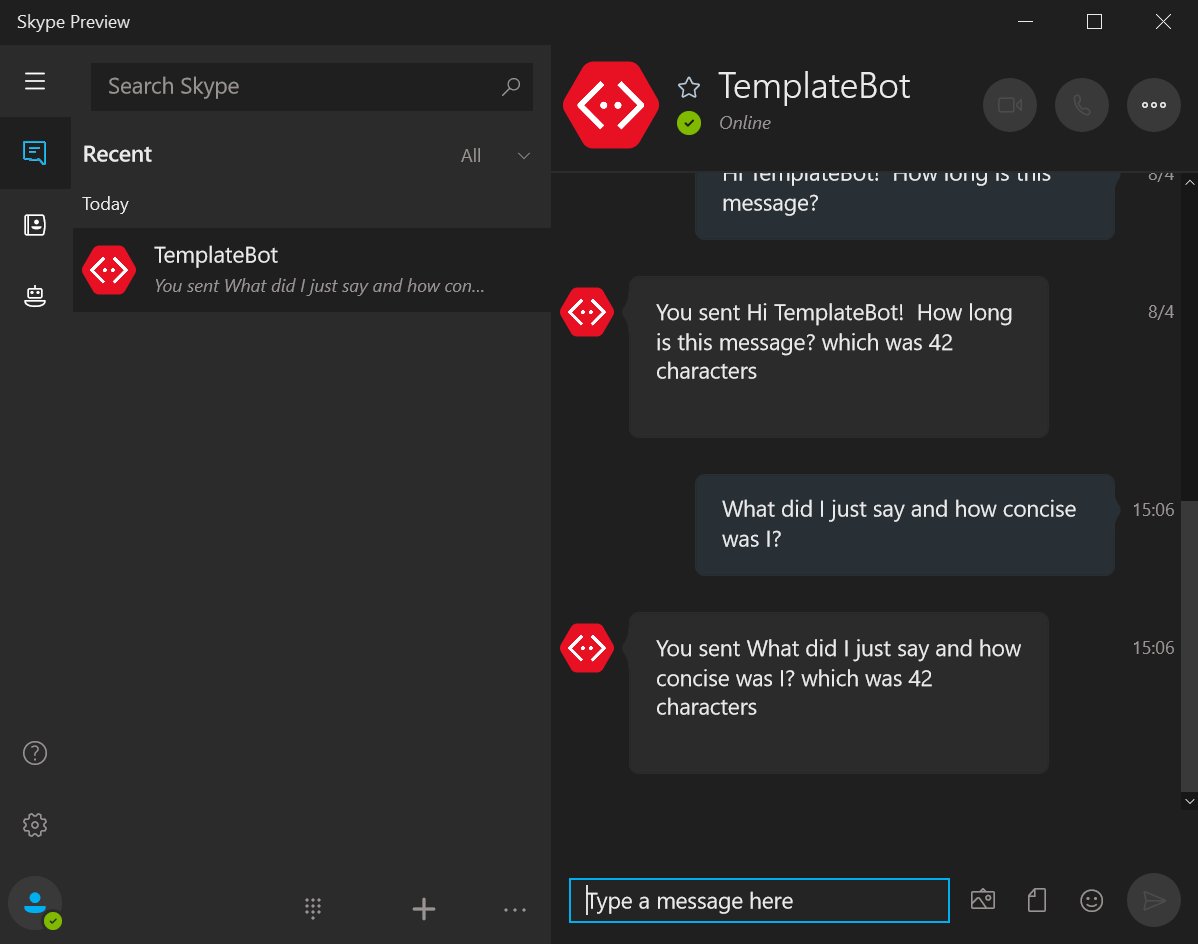 Skype Preview
Search Skype
Recent
All
Today
TemplateBot
You sent What did I just say and how con...
TemplateBot
Online
Hi TemplateBot!  How long is this
8/4
message?
You sent Hi TemplateBot!  How long
8/4
is this message? which was 42
characters
What did I just say and how concise
15:06
was I?
You sent What did I just say and how
15:06
concise was I? which was 42
characters
Type a message here